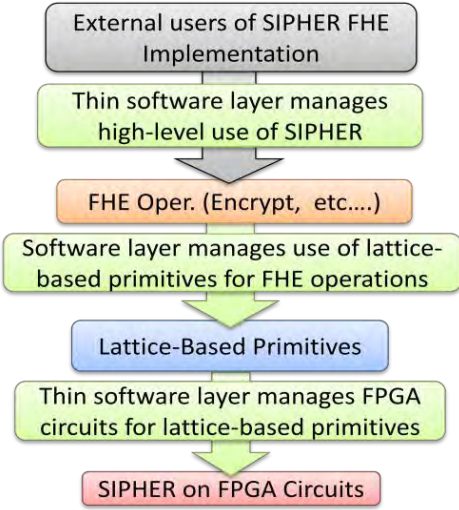 External users of SIPHER FHE
Implementation
Thin software layer manages
high-level use of SIPHER
FHE Oper. (Encrypt, etc....)
Software layer manages use of lattice-
based primitives for FHE operations
Lattice-Based Primitives
Thin software layer manages FPGA
circuits for lattice-based primitives
SIPHER on FPGA Circuits